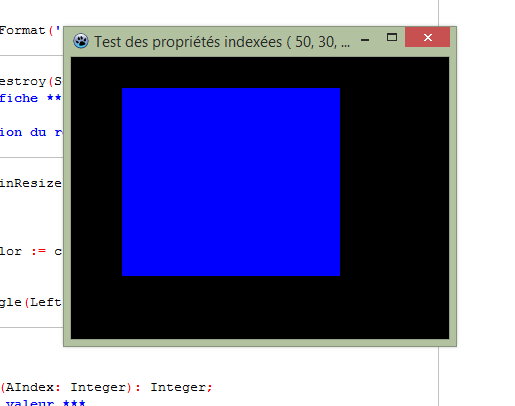 Format('
Test des propriétés indexées ( 50, 30, ...
estroy(S
fiche **
ion du r
inResize
lor := c
gle(Left
(AIndex: Integer): Integer;
valeur ***